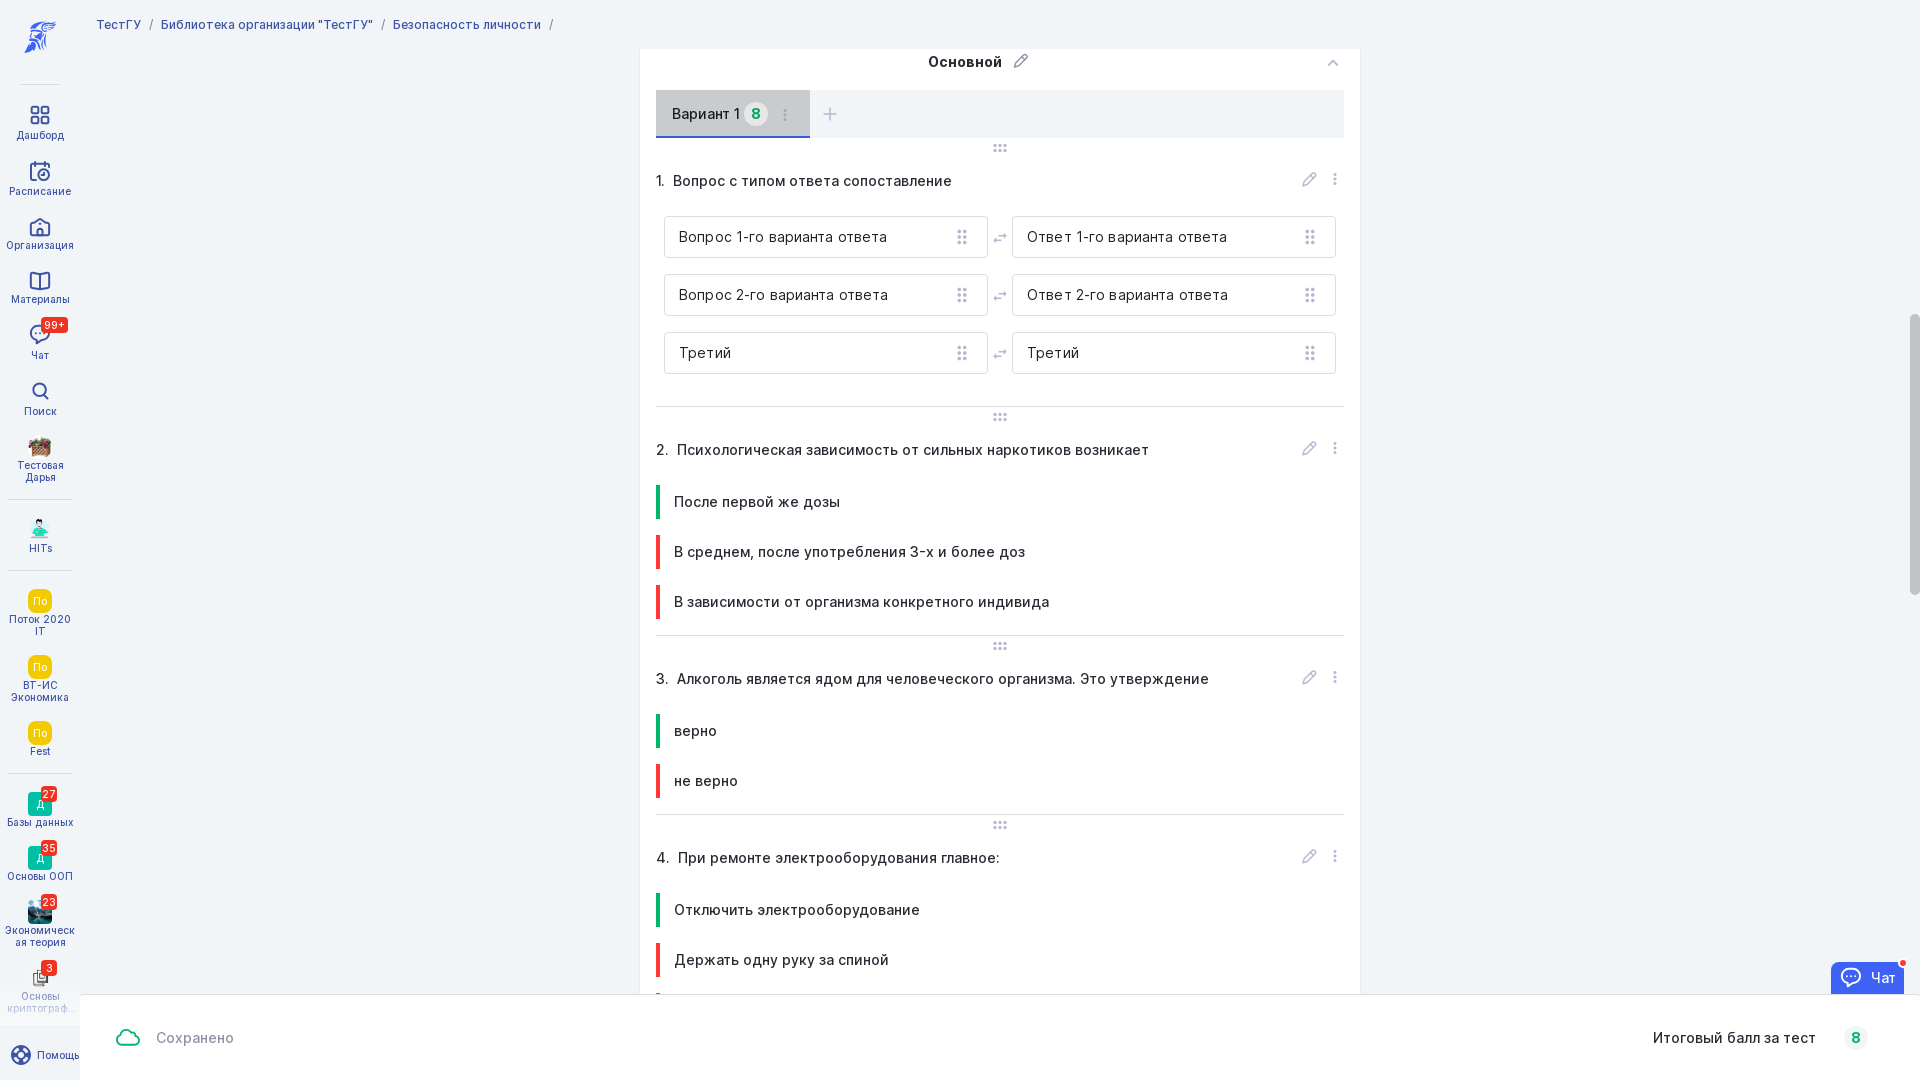 ТестГУ / Библиотека организации "ТестГУ" / Безопасность личности /
Дашборд
Расписание
Организация
Материалы
99+
Чат
Поиск
Тестовая
Дарья
HITs
По
Поток 2020
IT
По
ВТ-ИС
Экономика
По
Fest
27
Д
Базы данных
35
Д
Основы ООП
23
Экономическ
ая теория
3
Основы
криптограф...
Помощь
Основной
Вариант 1 8
1. Вопрос с типом ответа сопоставление
Вопрос 1-го варианта ответа
Ответ 1-го варианта ответа
Вопрос 2-го варианта ответа
Ответ 2-го варианта ответа
Третий
Третий
2. Психологическая зависимость от сильных наркотиков возникает
После первой же дозы
В среднем, после употребления 3-х и более доз
В зависимости от организма конкретного индивида
3. Алкоголь является ядом для человеческого организма. Это утверждение
верно
не верно
4. При ремонте электрооборудования главное:
Отключить электрооборудование
Держать одну руку за спиной
Чат
Сохранено
Итоговый балл за тест 8